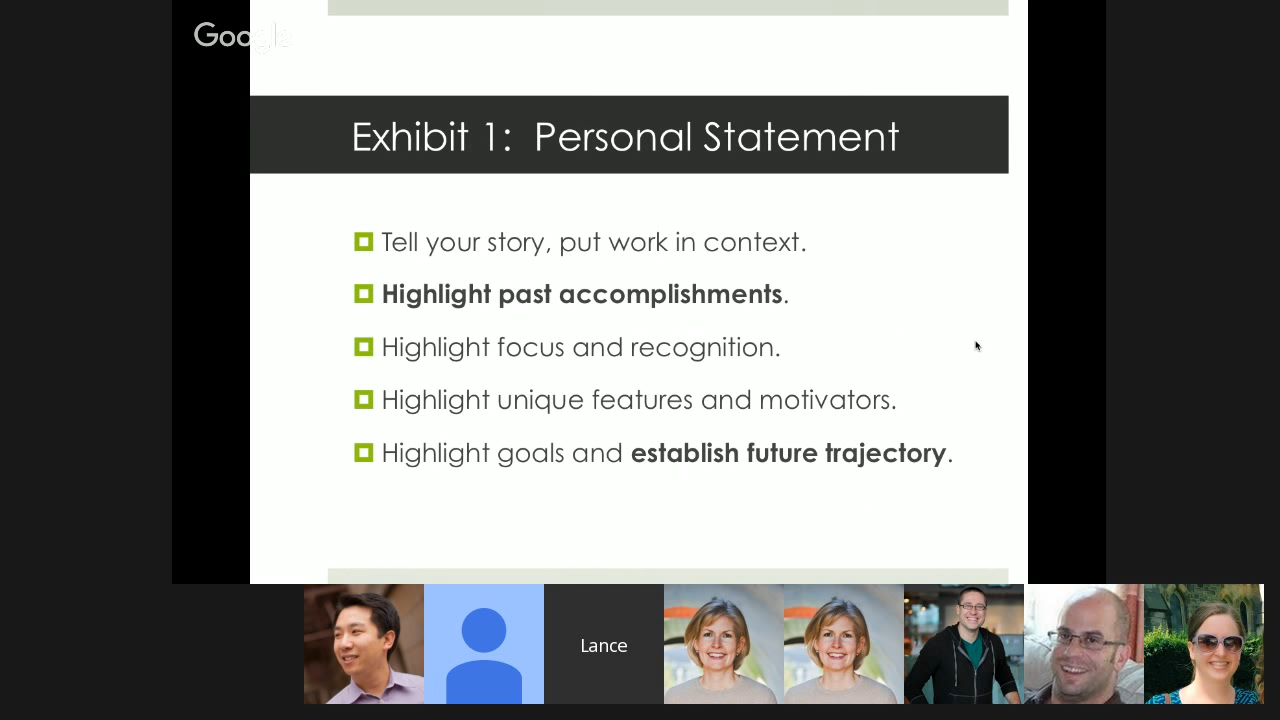 Google
Exhibit 1: Personal Statement
Tell your story, put work in context.
Highlight past accomplishments.
Highlight focus and recognition.
Highlight unique features and motivators.
Highlight goals and establish future trajectory.
Lance